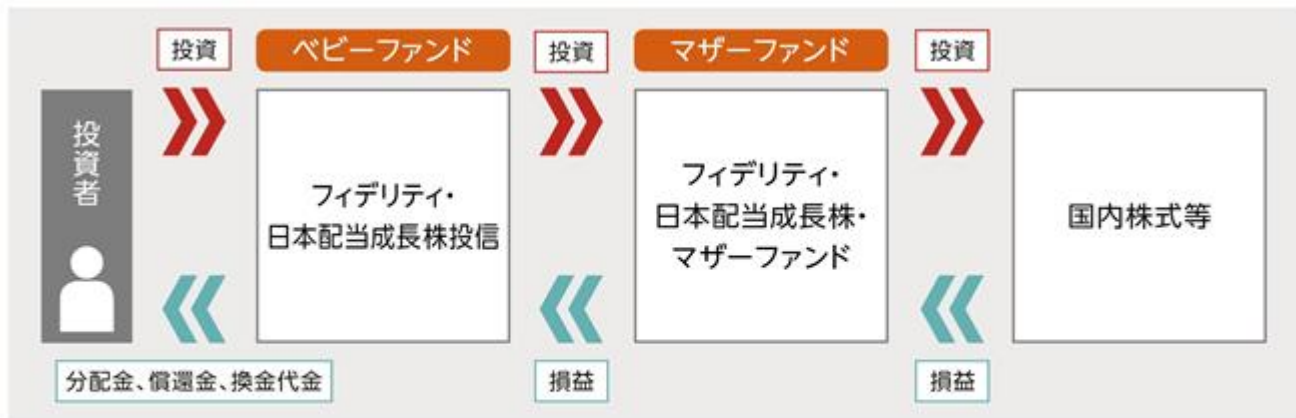 投資
ベビーファンド
投資
マザーファンド
投資
投資者
フィデリティ・
日本配当成長株投信
フィデリティ・
日本配当成長株・
マザーファンド
国内株式等
分配金、償還金、換金代金
損益
損益